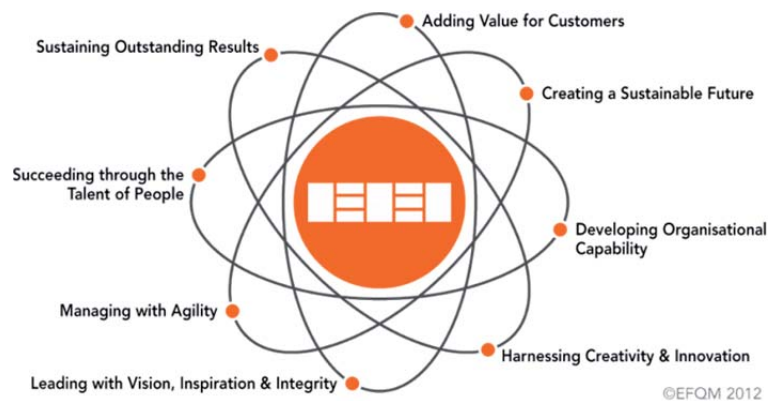 Adding Value for Customers
Sustaining Outstanding Results
Creating a Sustainable Future
Succeeding through the
Talent of People
Developing Organisational
Capability
Managing with Agility
Harnessing Creativity & Innovation
Leading with Vision, Inspiration & Integrity
©EFQM 2012